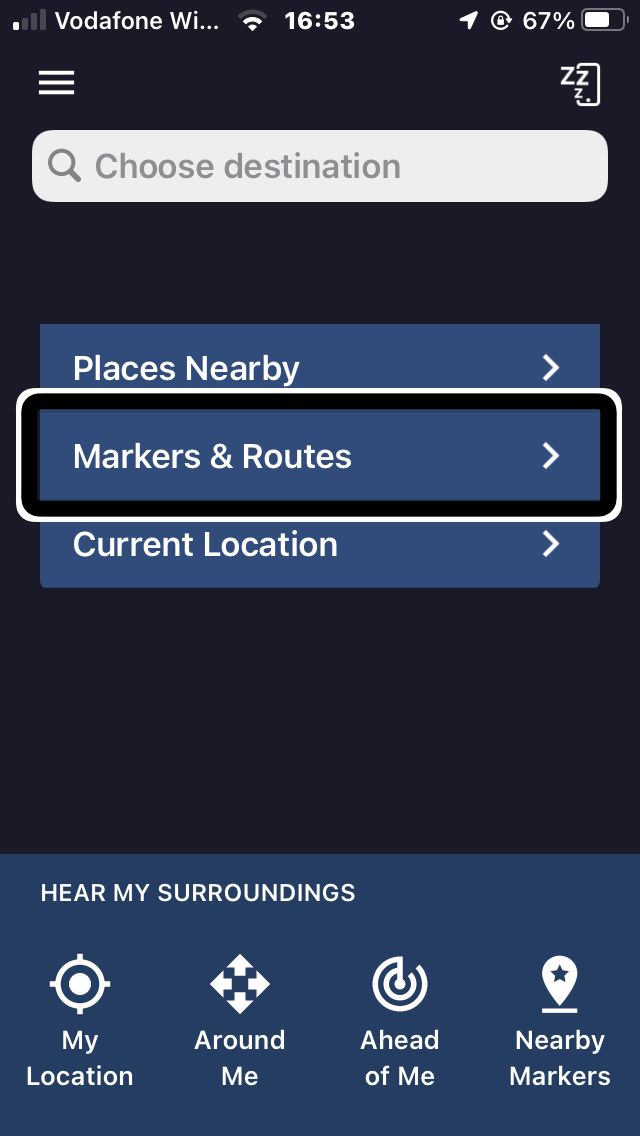 Vodafone Wi... 16:53 67%
Zzz
Choose destination
Places Nearby
Markers & Routes
Current Location
HEAR MY SURROUNDINGS
My Location
Around Me
Ahead of Me
Nearby Markers